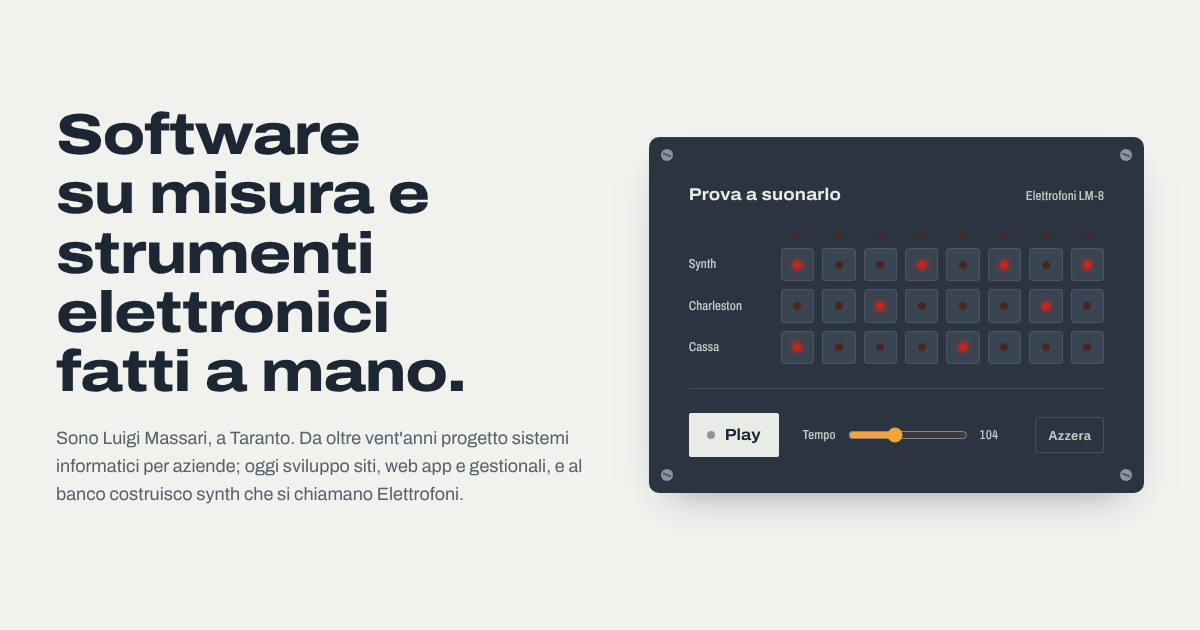 Software
su misura e
strumenti
elettronici
fatti a mano.
Sono Luigi Massari, a Taranto. Da oltre vent'anni progetto sistemi
informatici per aziende; oggi sviluppo siti, web app e gestionali, e al
banco costruisco synth che si chiamano Elettrofoni.
Prova a suonarlo
Elettrofoni LM-8
Synth
Charleston
Cassa
Play
Tempo
104
Azzera